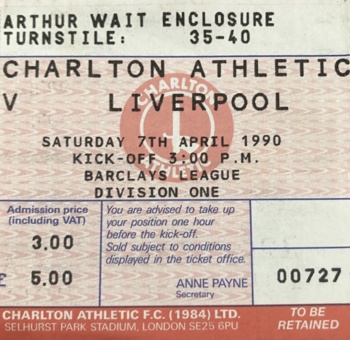 ARTHUR WAIT ENCLOSURE
TURNSTILE: 35-40
CHARLTON ATHLETIC
V LIVERPOOL
CHARLTON
ATHLETIC
SATURDAY 7TH APRIL 1990
KICK-OFF 3:00 P.M.
BARCLAYS LEAGUE
DIVISION ONE
Admission price
(including VAT)
3.00
£ 5.00
You are advised to take up
your position one hour
before the kick-off.
Sold subject to conditions
displayed in the ticket office.
ANNE PAYNE
Secretary
00727
CHARLTON ATHLETIC F.C. (1984) LTD.
SELHURST PARK STADIUM, LONDON SE25 6PU
TO BE
RETAINED